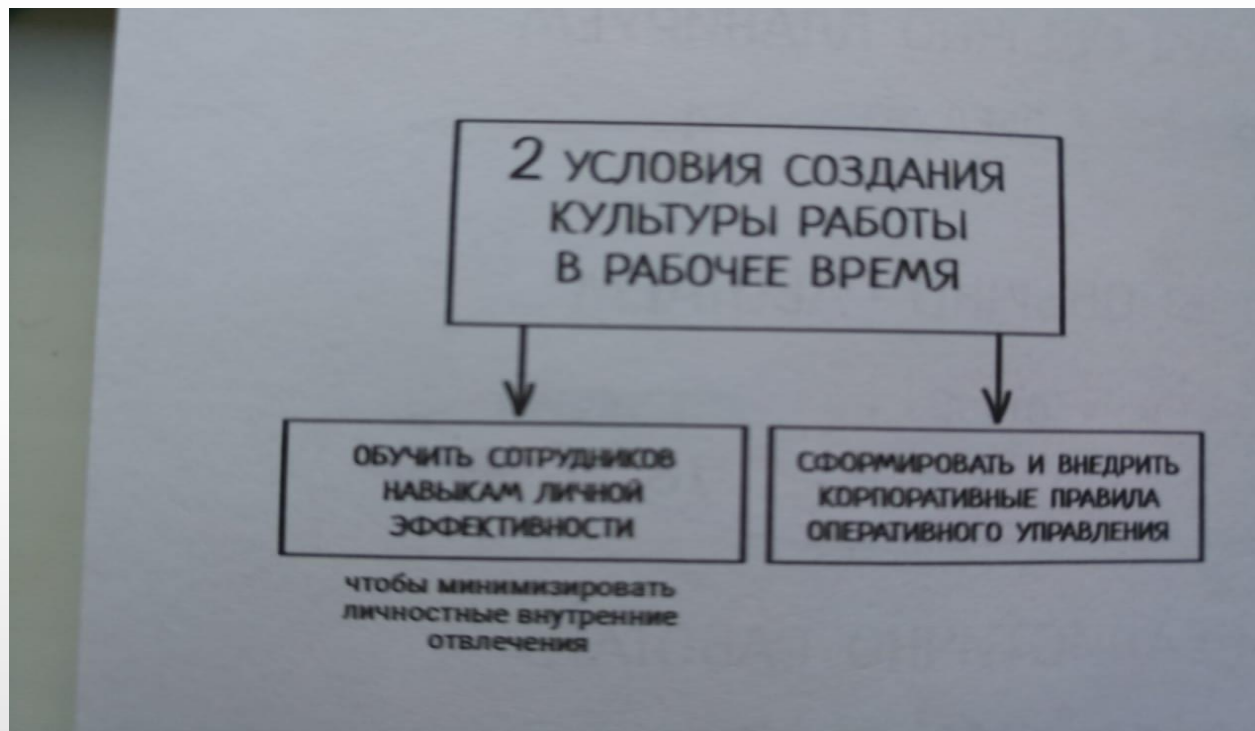 2 УСЛОВИЯ СОЗДАНИЯ
КУЛЬТУРЫ РАБОТЫ
В РАБОЧЕЕ ВРЕМЯ
ОБУЧИТЬ СОТРУДНИКОВ
НАВЫКАМ ЛИЧНОЙ
ЭФФЕКТИВНОСТИ
чтобы минимизировать
личностные внутренние
отвлечения
СФОРМИРОВАТЬ И ВНЕДРИТЬ
КОРПОРАТИВНЫЕ ПРАВИЛА
ОПЕРАТИВНОГО УПРАВЛЕНИЯ